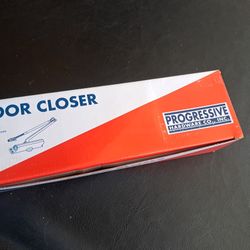 OOR CLOSER
PROGRESSIVE
HARDWARE CO., INC.